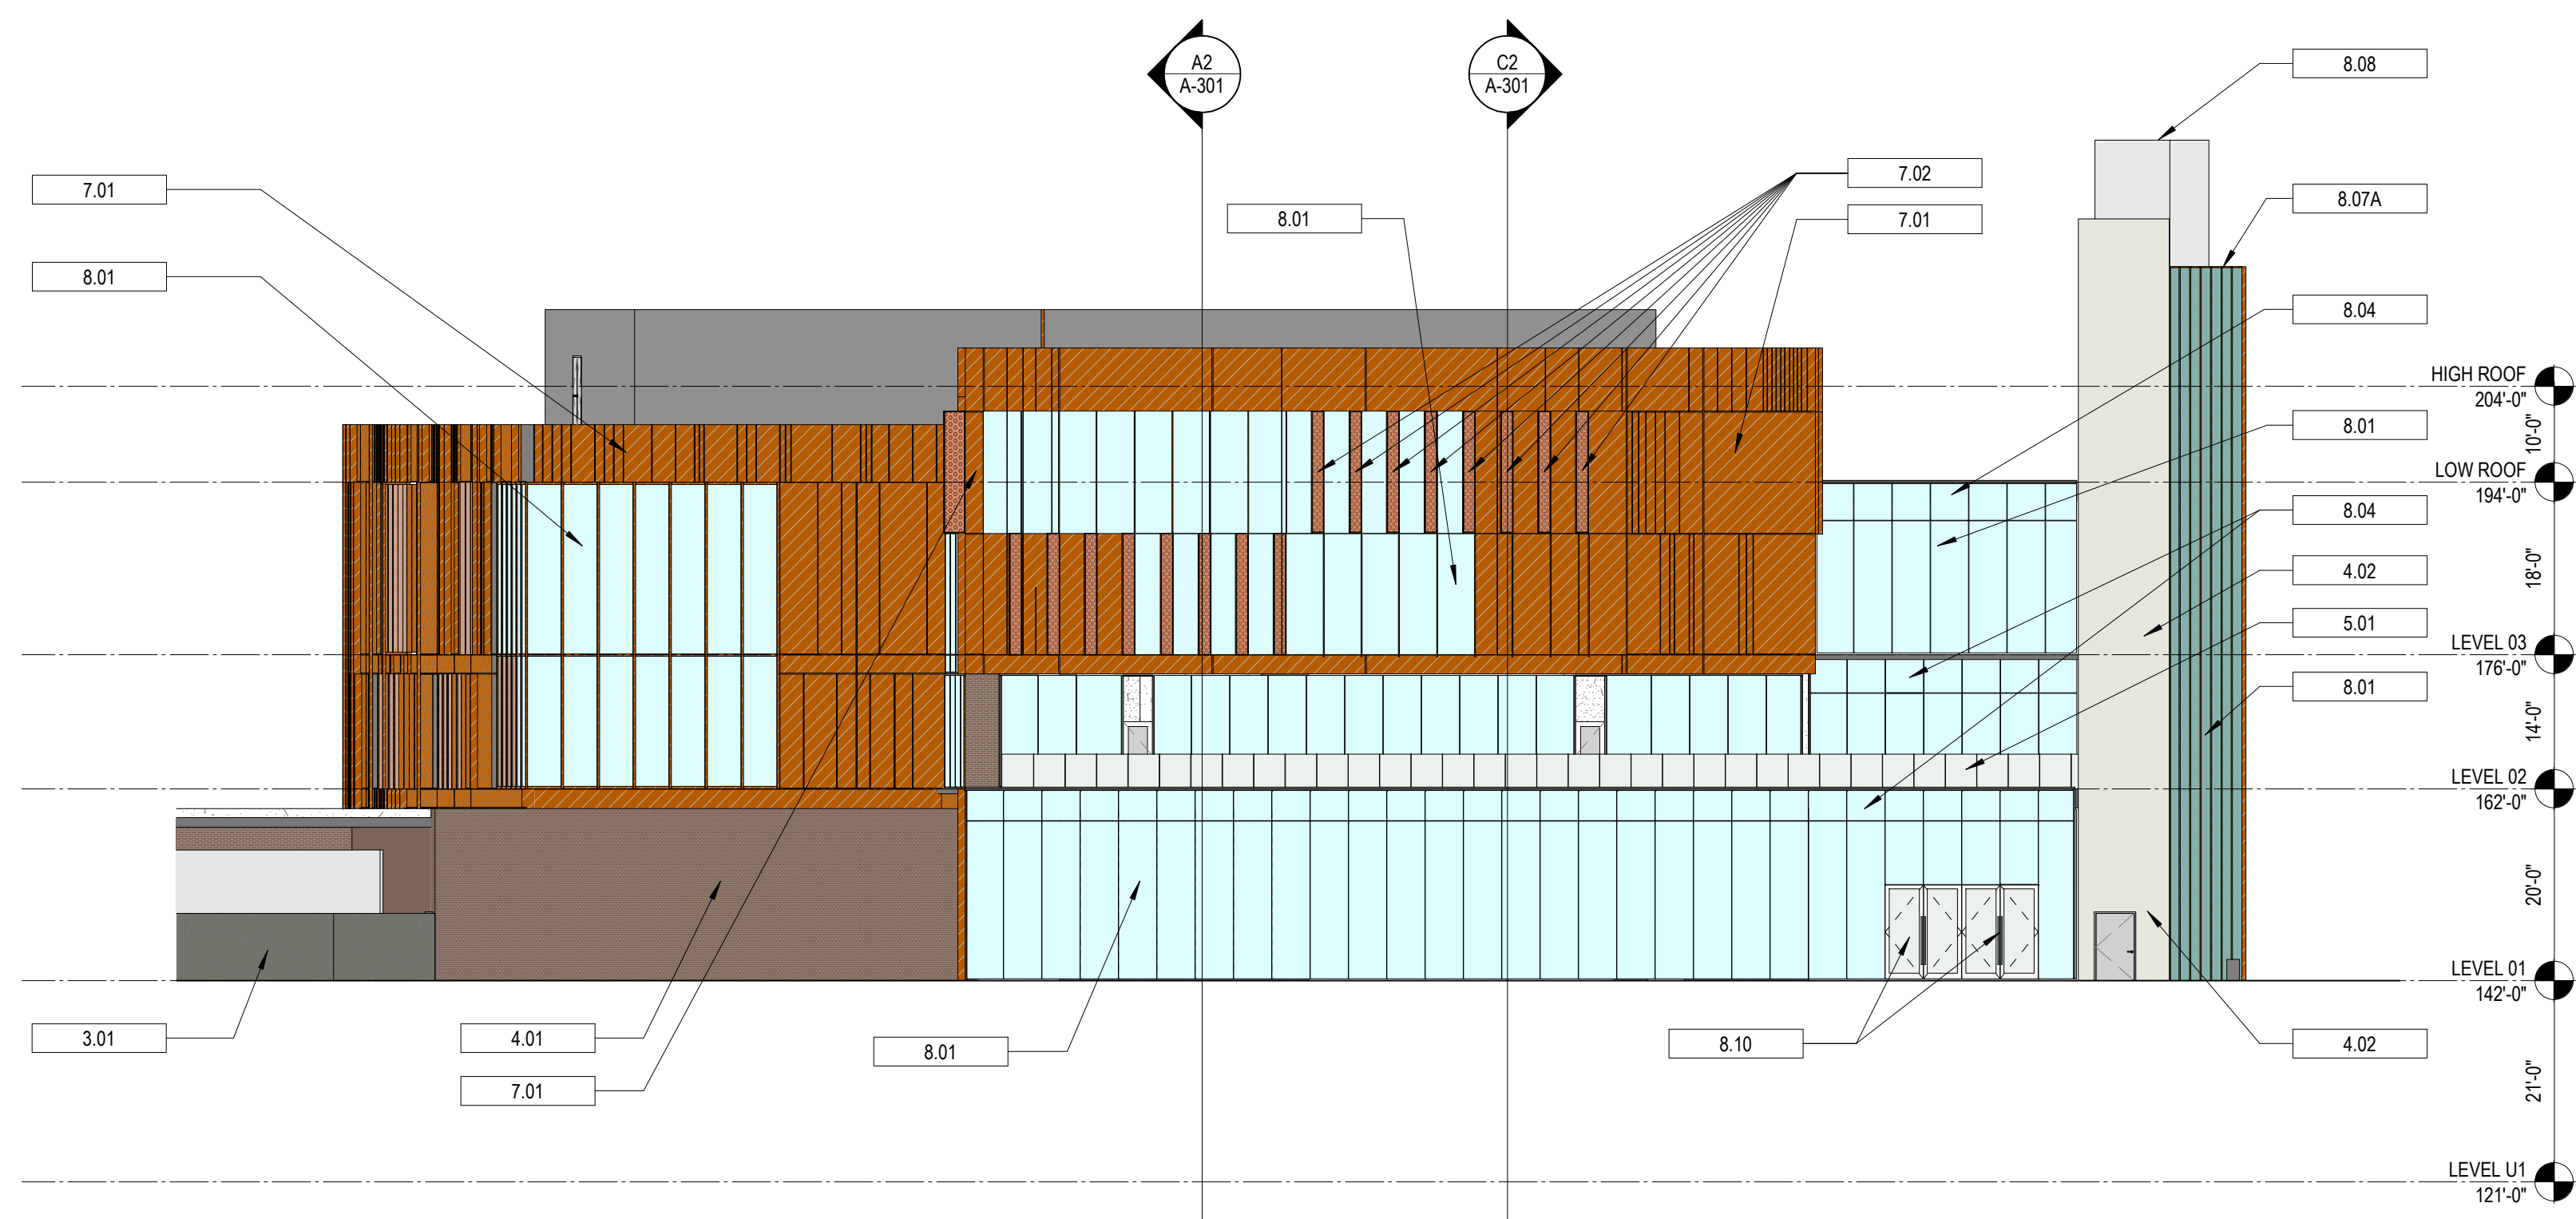 A2
A-301
C2
A-301
8.08
7.02
7.01
8.07A
8.01
7.01
8.01
8.04
HIGH ROOF
204'-0"
10'-0"
8.01
LOW ROOF
194'-0"
8.04
18'-0"
4.02
5.01
LEVEL 03
176'-0"
8.01
14'-0"
LEVEL 02
162'-0"
20'-0"
LEVEL 01
142'-0"
3.01
4.01
8.01
8.10
4.02
7.01
21'-0"
LEVEL U1
121'-0"